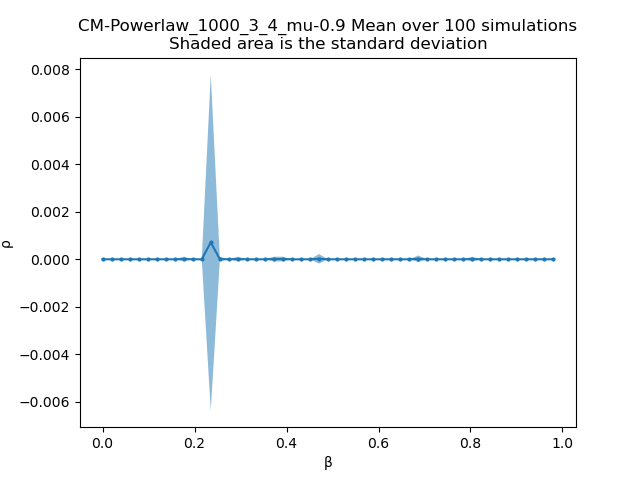 CM-Powerlaw_1000_3_4_mu-0.9 Mean over 100 simulations
Shaded area is the standard deviation
0.008
0.006
0.004
0.002
0.000
−0.002
−0.004
−0.006
ρ
0.0 0.2 0.4 0.6 0.8 1.0
β